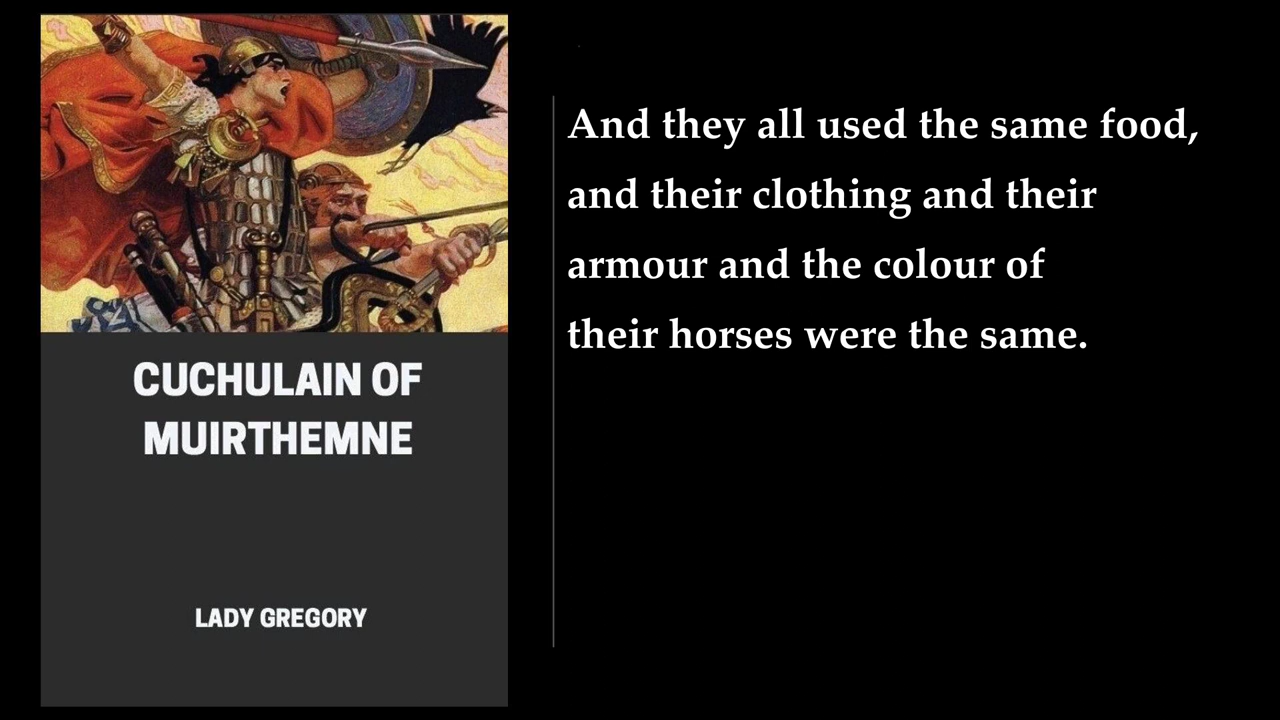 CUCHULAIN OF
MUIRTHEMNE
LADY GREGORY
And they all used the same food,
and their clothing and their
armour and the colour of
their horses were the same.